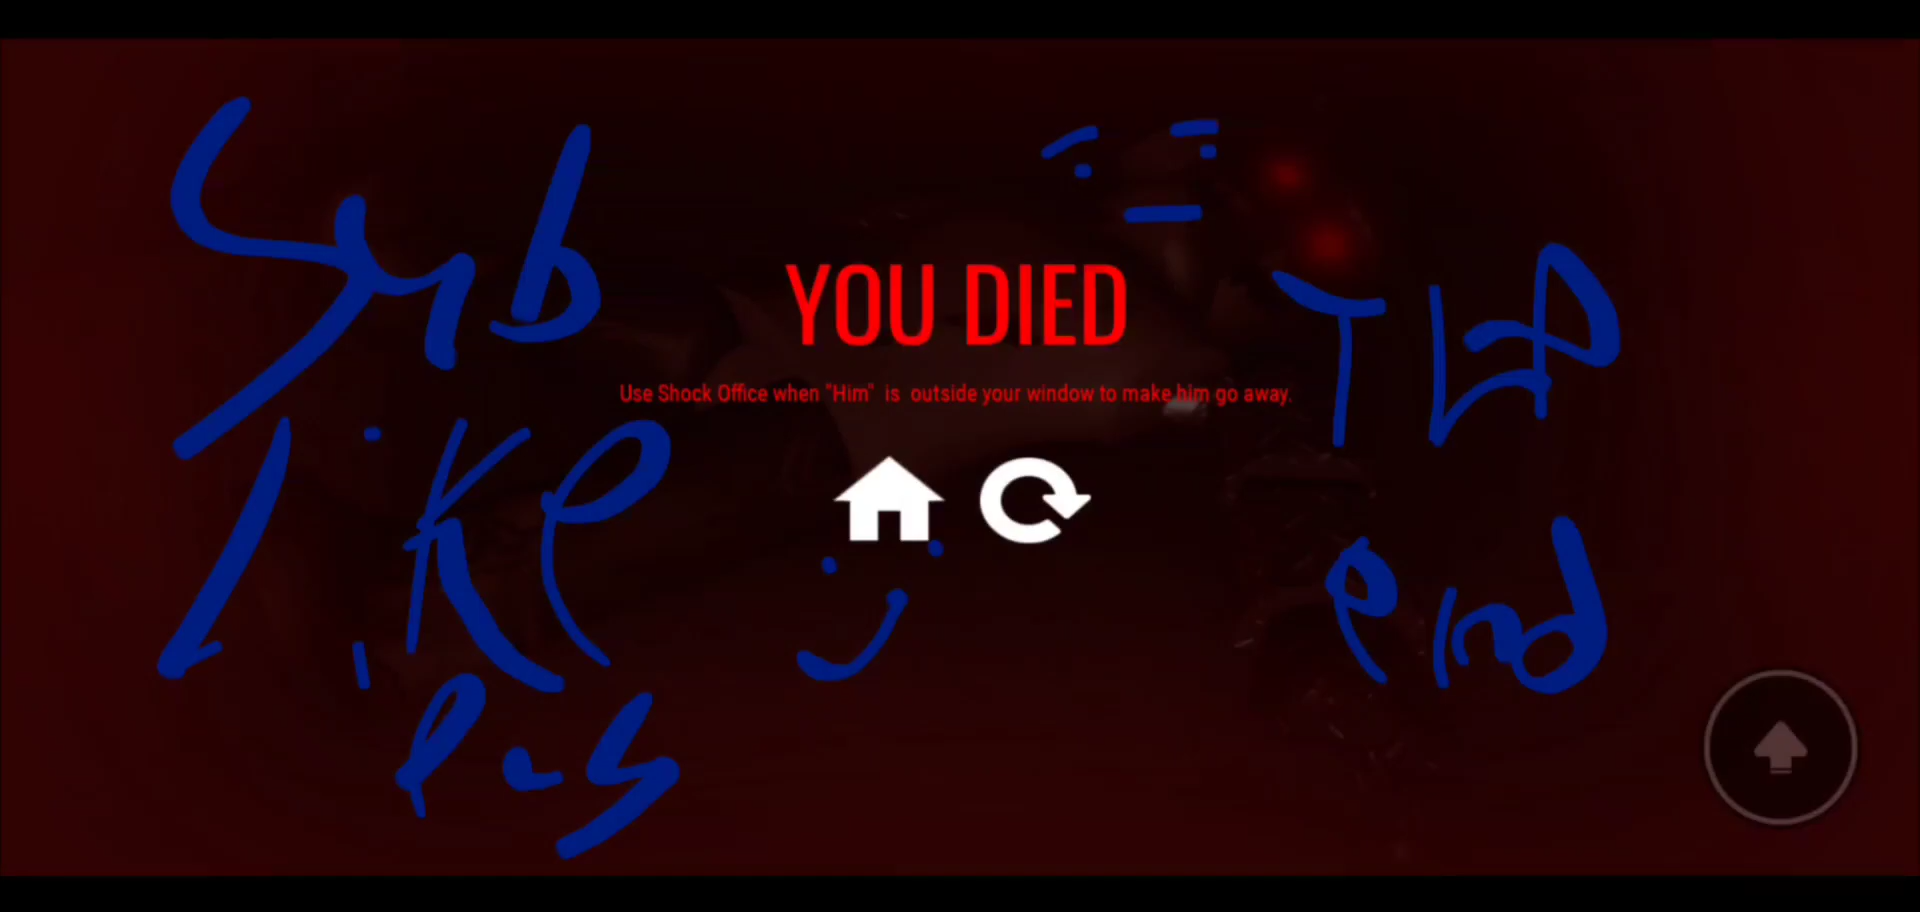 Sub
YOU DIED
Use Shock Office when "Him" is outside your window to make him go away.
Like
end